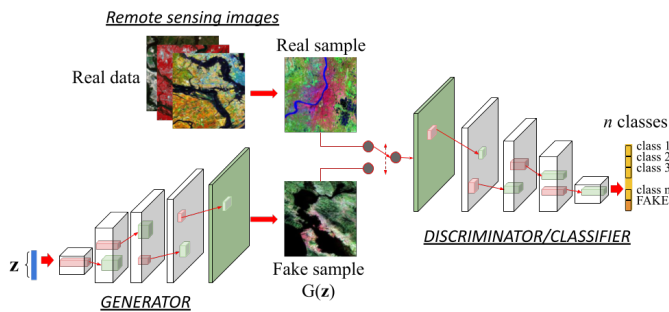 Remote sensing images
Real data
Real sample
n classes
class 1
class 2
class 3
class n
FAKE
DISCRIMINATOR/CLASSIFIER
z
GENERATOR
Fake sample
G(z)